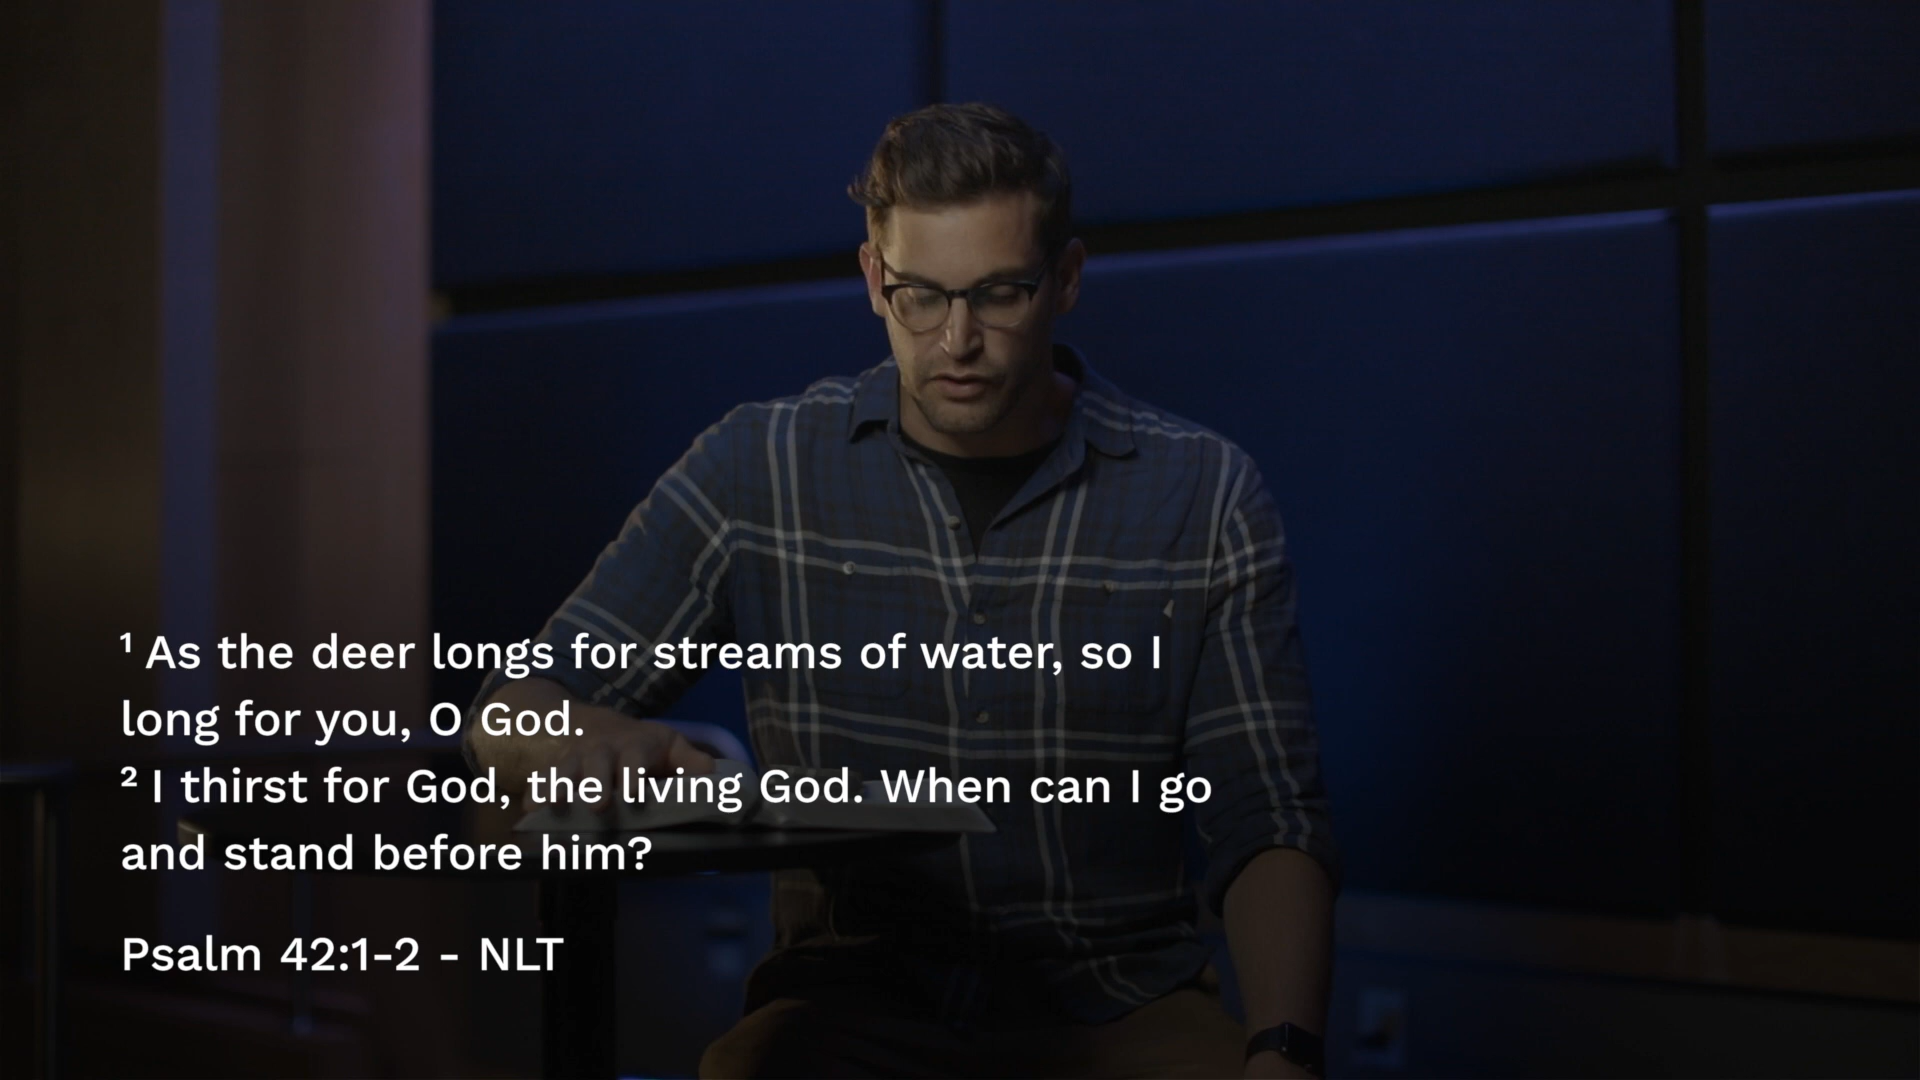 ¹ As the deer longs for streams of water, so I
long for you, O God.
² I thirst for God, the living God. When can I go
and stand before him?
Psalm 42:1-2 - NLT